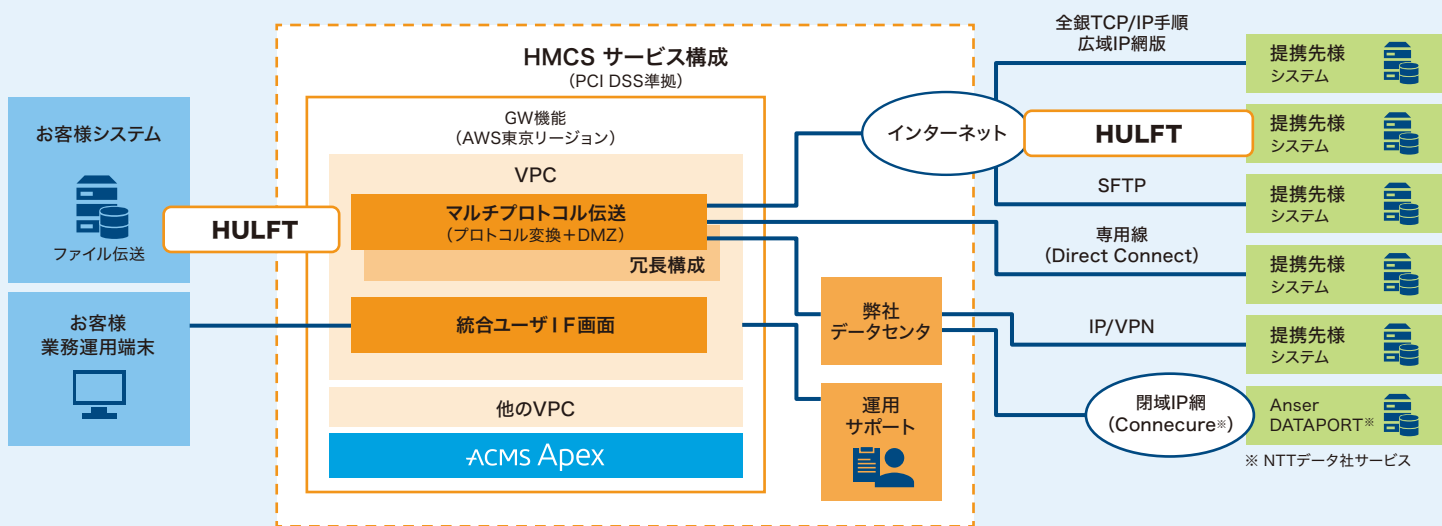 HMCS サービス構成
(PCI DSS準拠)
お客様システム
ファイル伝送
HULFT
お客様
業務運用端末
GW機能
(AWS東京リージョン)
VPC
マルチプロトコル伝送
(プロトコル変換+DMZ)
冗長構成
統合ユーザIF画面
他のVPC
ACMS Apex
弊社
データセンタ
運用
サポート
インターネット
全銀TCP/IP手順
広域IP網版
HULFT
SFTP
専用線
(Direct Connect)
IP/VPN
閉域IP網
(Connecure※)
提携先様
システム
提携先様
システム
提携先様
システム
提携先様
システム
提携先様
システム
Anser
DATAPORT※
※ NTTデータ社サービス